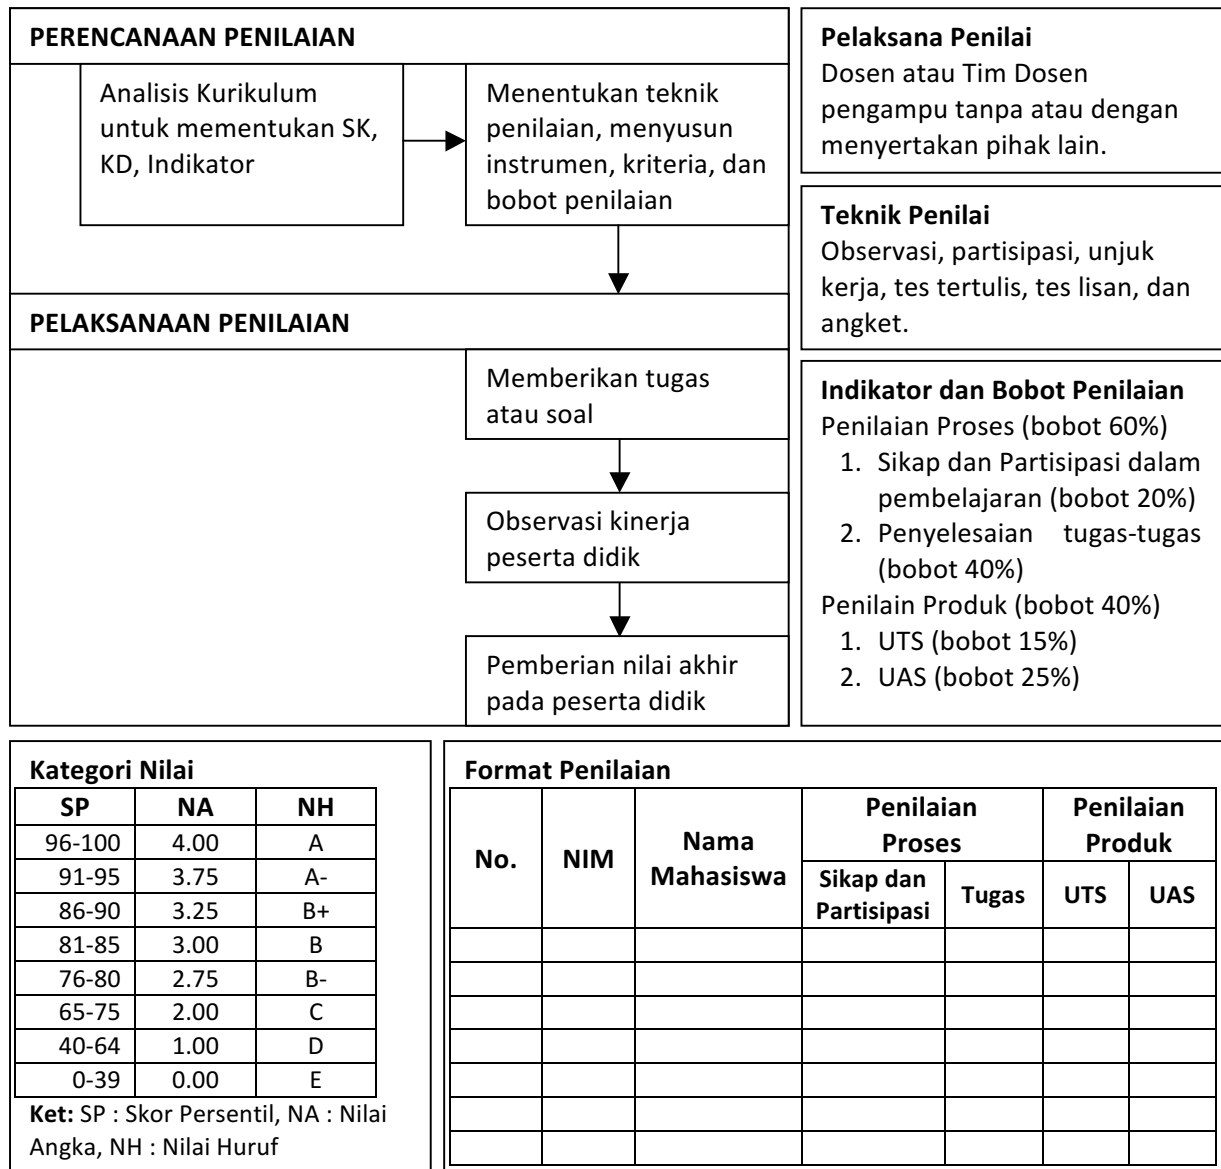 PERENCANAAN PENILAIAN
Analisis Kurikulum
untuk mementukan SK,
KD, Indikator
Menentukan teknik
penilaian, menyusun
instrumen, kriteria, dan
bobot penilaian
PELAKSANAAN PENILAIAN
Memberikan tugas
atau soal
Observasi kinerja
peserta didik
Pemberian nilai akhir
pada peserta didik
Pelaksana Penilai
Dosen atau Tim Dosen
pengampu tanpa atau dengan
menyertakan pihak lain.
Teknik Penilai
Observasi, partisipasi, unjuk
kerja, tes tertulis, tes lisan, dan
angket.
Indikator dan Bobot Penilaian
Penilaian Proses (bobot 60%)
1. Sikap dan Partisipasi dalam
pembelajaran (bobot 20%)
2. Penyelesaian tugas-tugas
(bobot 40%)
Penilain Produk (bobot 40%)
1. UTS (bobot 15%)
2. UAS (bobot 25%)
Kategori Nilai
SP NA NH
96-100 4.00 A
91-95 3.75 A-
86-90 3.25 B+
81-85 3.00 B
76-80 2.75 B-
65-75 2.00 C
40-64 1.00 D
0-39 0.00 E
Ket: SP : Skor Persentil, NA : Nilai
Angka, NH : Nilai Huruf
Format Penilaian
No.
NIM
Nama
Mahasiswa
Penilaian
Proses
Penilaian
Produk
Sikap dan
Partisipasi
Tugas
UTS
UAS